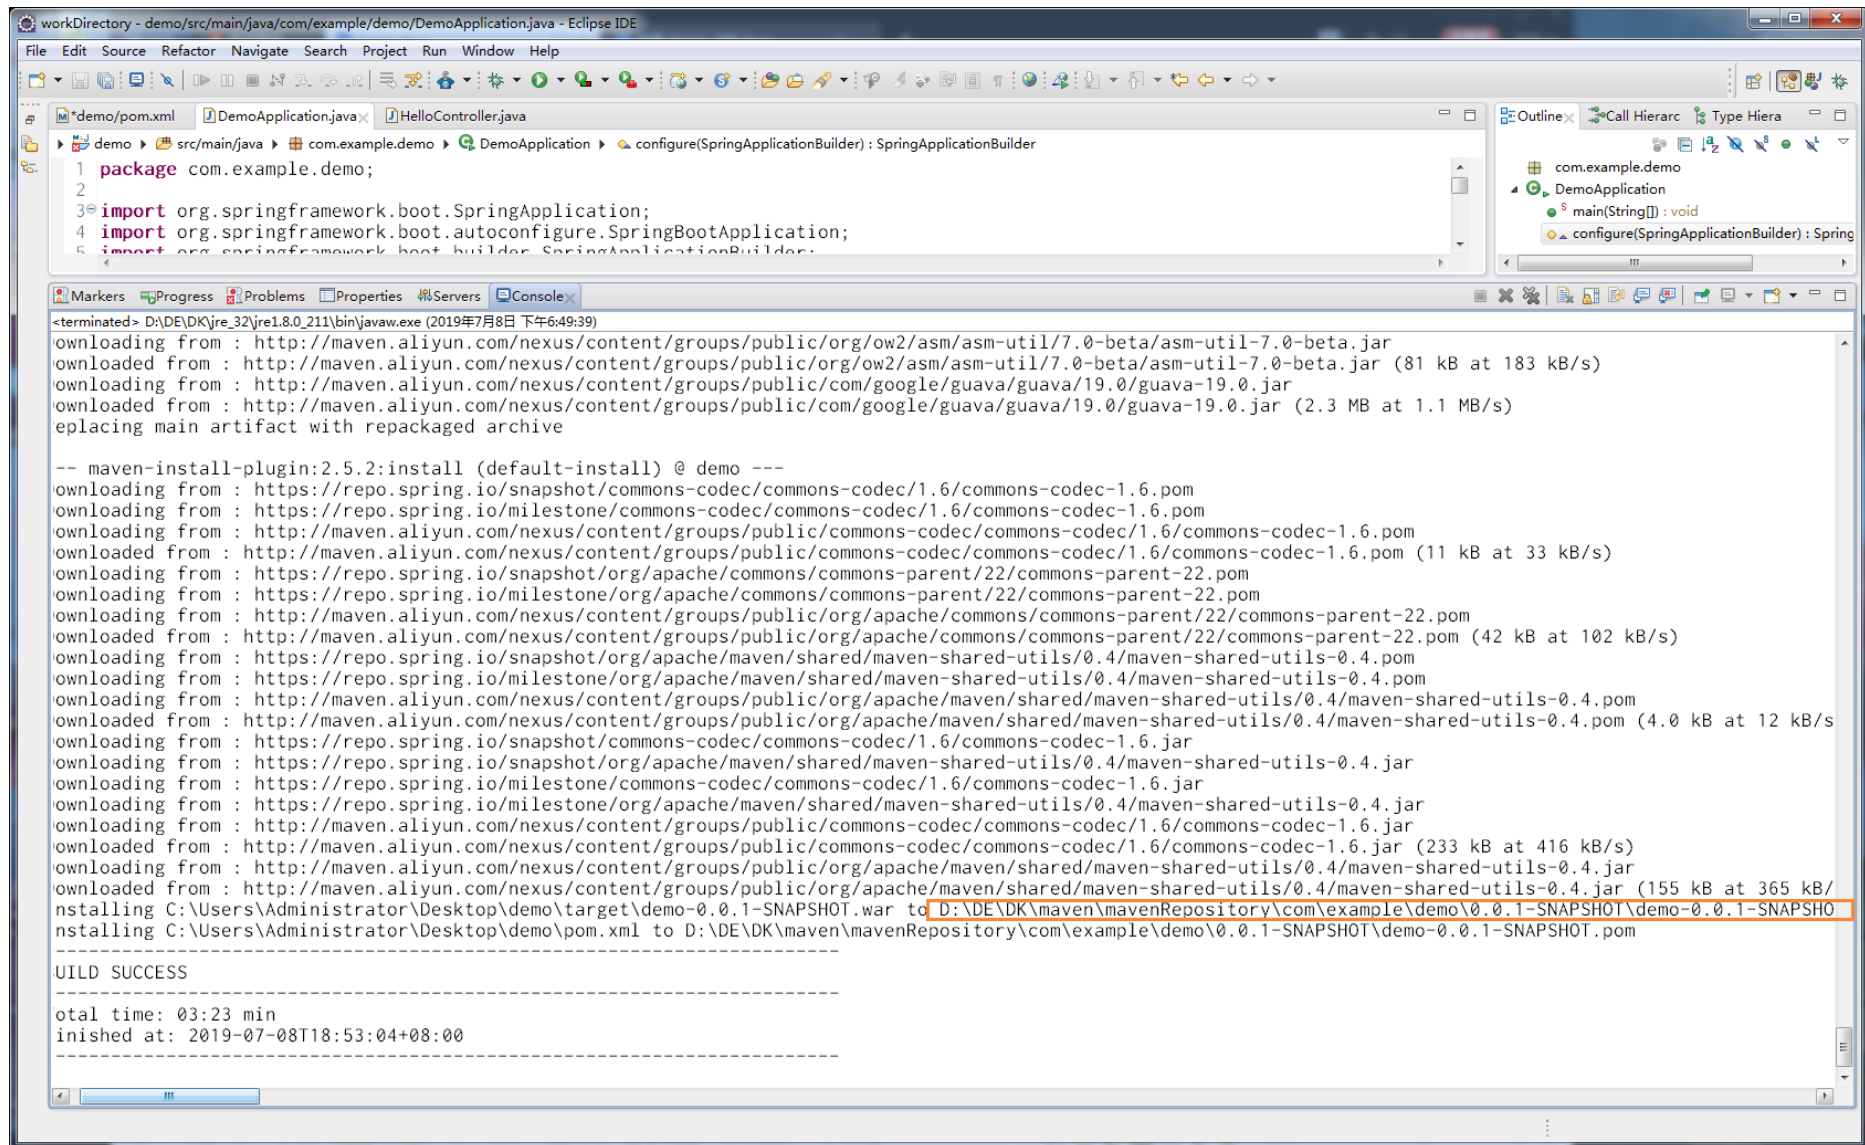 workDirectory - demo/src/main/java/com/example/demo/DemoApplication.java - Eclipse IDE
File Edit Source Refactor Navigate Search Project Run Window Help
*demo/pom.xml DemoApplication.java HelloController.java
Outline Call Hierarc Type Hiera
demo src/main/java com.example.demo DemoApplication configure(SpringApplicationBuilder) : SpringApplicationBuilder
1 package com.example.demo;
2
3 import org.springframework.boot.SpringApplication;
4 import org.springframework.boot.autoconfigure.SpringBootApplication;
5 import org.springframework.boot.builder.SpringApplicationBuilder;
com.example.demo
DemoApplication
main(String[]) : void
configure(SpringApplicationBuilder) : Spring
Markers Progress Problems Properties Servers Console
<terminated> D:\DE\DK\jre_32\jre1.8.0_211\bin\javaw.exe (2019年7月8日 下午6:49:39)
ownloading from : http://maven.aliyun.com/nexus/content/groups/public/org/ow2/asm/asm-util/7.0-beta/asm-util-7.0-beta.jar
ownloaded from : http://maven.aliyun.com/nexus/content/groups/public/org/ow2/asm/asm-util/7.0-beta/asm-util-7.0-beta.jar (81 kB at 183 kB/s)
ownloading from : http://maven.aliyun.com/nexus/content/groups/public/com/google/guava/guava/19.0/guava-19.0.jar
ownloaded from : http://maven.aliyun.com/nexus/content/groups/public/com/google/guava/guava/19.0/guava-19.0.jar (2.3 MB at 1.1 MB/s)
eplacing main artifact with repackaged archive
-- maven-install-plugin:2.5.2:install (default-install) @ demo ---
ownloading from : https://repo.spring.io/snapshot/commons-codec/commons-codec/1.6/commons-codec-1.6.pom
ownloading from : https://repo.spring.io/milestone/commons-codec/commons-codec/1.6/commons-codec-1.6.pom
ownloading from : http://maven.aliyun.com/nexus/content/groups/public/commons-codec/commons-codec/1.6/commons-codec-1.6.pom
ownloaded from : http://maven.aliyun.com/nexus/content/groups/public/commons-codec/commons-codec/1.6/commons-codec-1.6.pom (11 kB at 33 kB/s)
ownloading from : https://repo.spring.io/snapshot/org/apache/commons/commons-parent/22/commons-parent-22.pom
ownloading from : https://repo.spring.io/milestone/org/apache/commons/commons-parent/22/commons-parent-22.pom
ownloading from : http://maven.aliyun.com/nexus/content/groups/public/org/apache/commons/commons-parent/22/commons-parent-22.pom
ownloaded from : http://maven.aliyun.com/nexus/content/groups/public/org/apache/commons/commons-parent/22/commons-parent-22.pom (42 kB at 102 kB/s)
ownloading from : https://repo.spring.io/snapshot/org/apache/maven/shared/maven-shared-utils/0.4/maven-shared-utils-0.4.pom
ownloading from : https://repo.spring.io/milestone/org/apache/maven/shared/maven-shared-utils/0.4/maven-shared-utils-0.4.pom
ownloading from : http://maven.aliyun.com/nexus/content/groups/public/org/apache/maven/shared/maven-shared-utils/0.4/maven-shared-utils-0.4.pom
ownloaded from : http://maven.aliyun.com/nexus/content/groups/public/org/apache/maven/shared/maven-shared-utils/0.4/maven-shared-utils-0.4.pom (4.0 kB at 12 kB/s
ownloading from : https://repo.spring.io/snapshot/commons-codec/commons-codec/1.6/commons-codec-1.6.jar
ownloading from : https://repo.spring.io/snapshot/org/apache/maven/shared/maven-shared-utils/0.4/maven-shared-utils-0.4.jar
ownloading from : https://repo.spring.io/milestone/commons-codec/commons-codec/1.6/commons-codec-1.6.jar
ownloading from : https://repo.spring.io/milestone/org/apache/maven/shared/maven-shared-utils/0.4/maven-shared-utils-0.4.jar
ownloading from : http://maven.aliyun.com/nexus/content/groups/public/commons-codec/commons-codec/1.6/commons-codec-1.6.jar
ownloaded from : http://maven.aliyun.com/nexus/content/groups/public/commons-codec/commons-codec/1.6/commons-codec-1.6.jar (233 kB at 416 kB/s)
ownloading from : http://maven.aliyun.com/nexus/content/groups/public/org/apache/maven/shared/maven-shared-utils/0.4/maven-shared-utils-0.4.jar
ownloaded from : http://maven.aliyun.com/nexus/content/groups/public/org/apache/maven/shared/maven-shared-utils/0.4/maven-shared-utils-0.4.jar (155 kB at 365 kB/
nstalling C:\Users\Administrator\Desktop\demo\target\demo-0.0.1-SNAPSHOT.war to D:\DE\DK\maven\mavenRepository\com\example\demo\0.0.1-SNAPSHOT\demo-0.0.1-SNAPSHO
nstalling C:\Users\Administrator\Desktop\demo\pom.xml to D:\DE\DK\maven\mavenRepository\com\example\demo\0.0.1-SNAPSHOT\demo-0.0.1-SNAPSHOT.pom
------------------------------------------------------------------------
UILD SUCCESS
------------------------------------------------------------------------
otal time: 03:23 min
inished at: 2019-07-08T18:53:04+08:00
------------------------------------------------------------------------